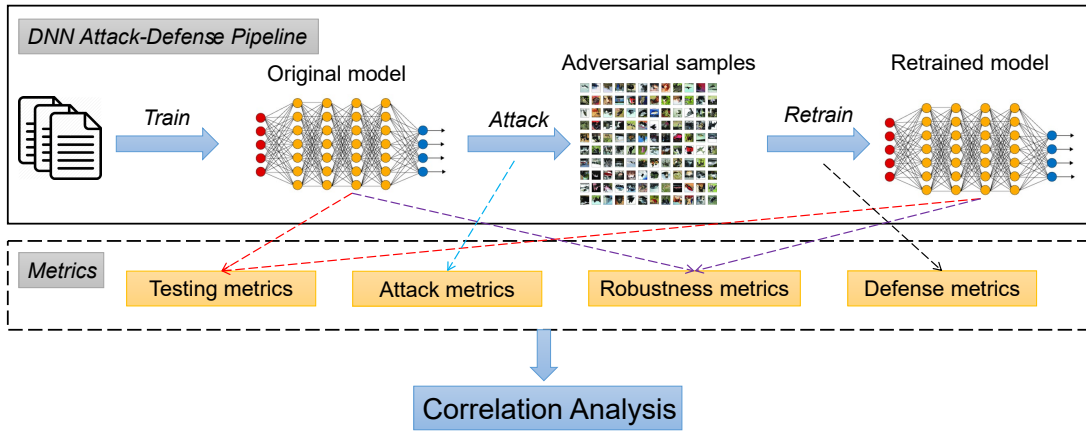 DNN Attack-Defense Pipeline
Original model
Adversarial samples
Retrained model
Train
Attack
Retrain
Metrics
Testing metrics
Attack metrics
Robustness metrics
Defense metrics
Correlation Analysis